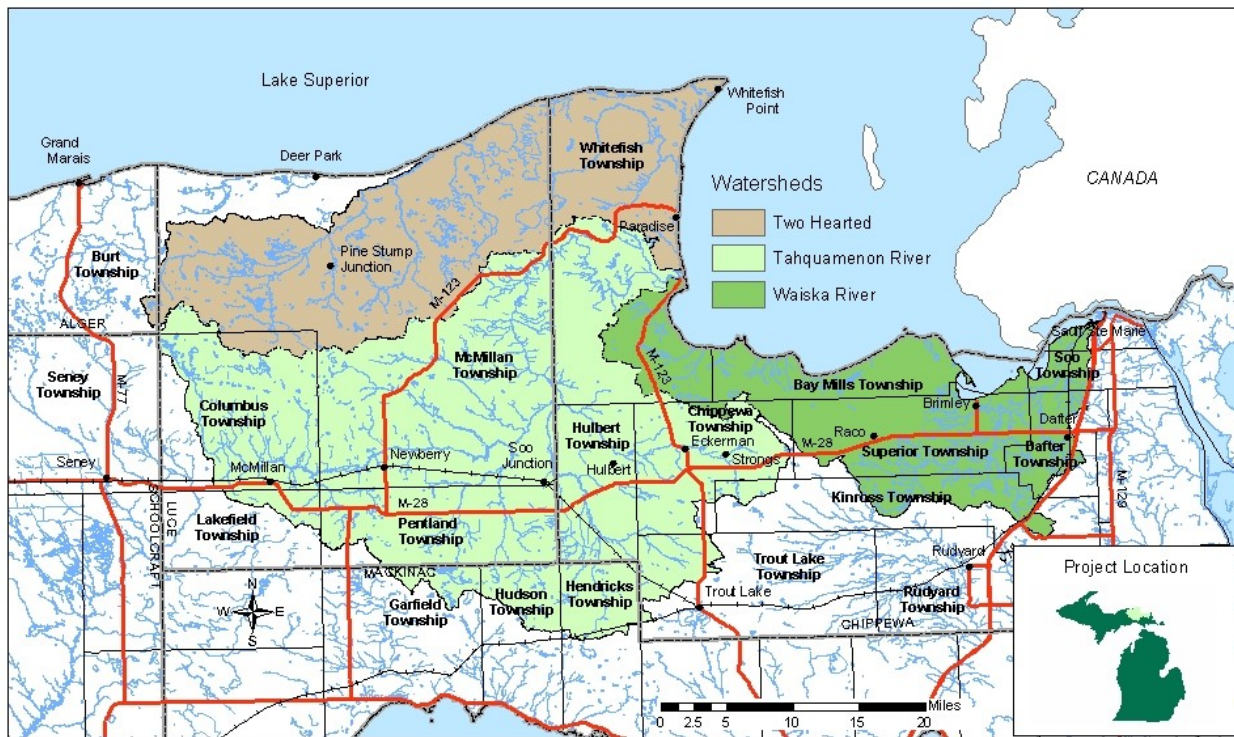 Lake Superior
Whitefish
Point
Grand
Marais
Deer Park
Whitefish
Township
CANADA
Watersheds
Two Hearted
Tahquamenon River
Waiska River
Paradise
Burt
Township
Pine Stump
Junction
M-123
ALGER
Sault Ste Marie
Soo
Township
McMillan
Township
M-123
Seney
Township
M-77
Bay Mills Township
Columbus
Township
Chippewa
Township
Brimley
Dafter
Hulbert
Township
Eckerman
Raco
M-28
Superior Township
Bafter
Township
Seney
McMillan
Newberry
Soo
Junction
Hulbert
Strongs
Kinross Township
M-129
SCHOOLCRAFT
LUCE
Lakefield
Township
M-28
Pentland
Township
MACKINAC
Trout Lake
Township
Rudyard
Project Location
N
W
E
S
Garfield
Township
Hudson
Township
Hendricks
Township
Trout Lake
Rudyard
Township
CHIPPEWA
Miles
0 2.5 5 10 15 20